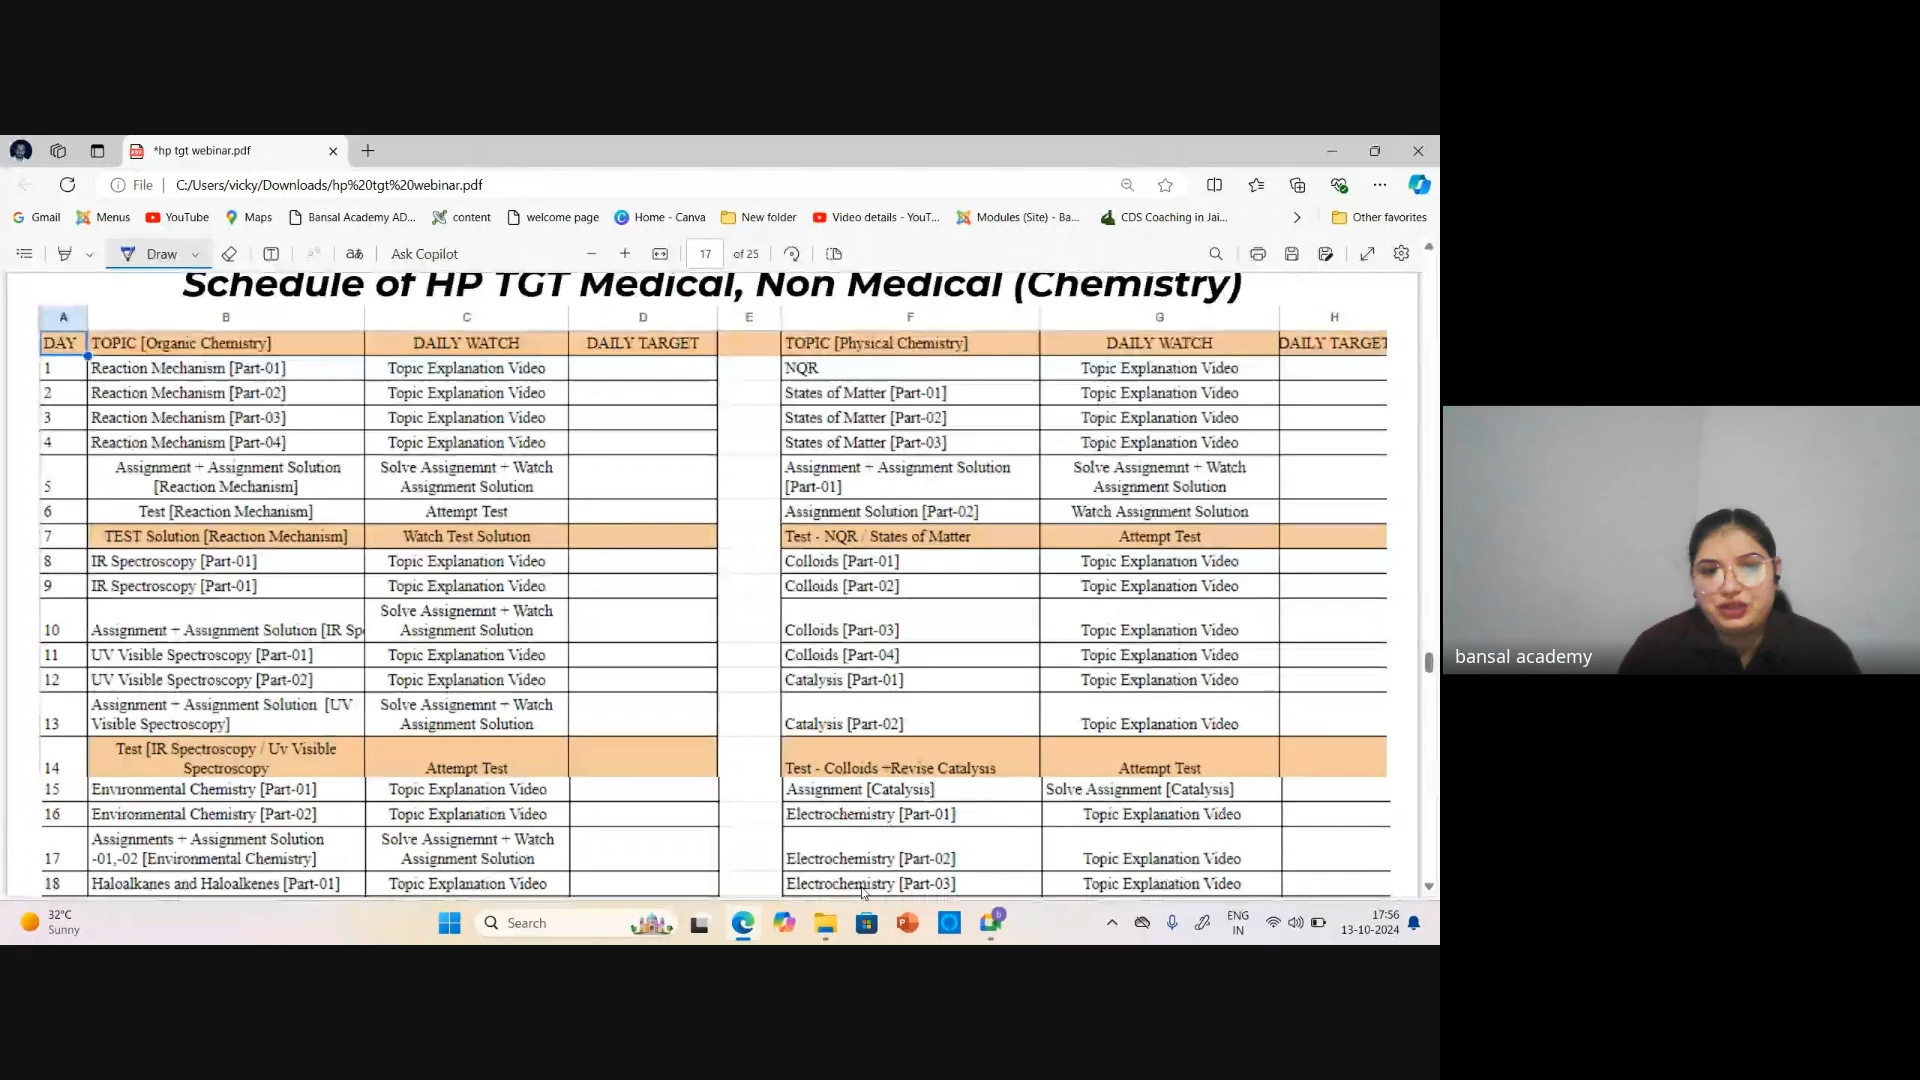 *hp tgt webinar.pdf
File | C:/Users/vicky/Downloads/hp%20tgt%20webinar.pdf
Gmail Menus YouTube Maps Bansal Academy AD... content welcome page Home - Canva New folder Video details - YouT... Modules (Site) - Ba... CDS Coaching in Jai... Other favorites
Draw Ask Copilot 17 of 25
Schedule of HP TGT Medical, Non Medical (Chemistry)
A B C D E F G H
DAY TOPIC [Organic Chemistry] DAILY WATCH DAILY TARGET TOPIC [Physical Chemistry] DAILY WATCH DAILY TARGET
1 Reaction Mechanism [Part-01] Topic Explanation Video NQR Topic Explanation Video
2 Reaction Mechanism [Part-02] Topic Explanation Video States of Matter [Part-01] Topic Explanation Video
3 Reaction Mechanism [Part-03] Topic Explanation Video States of Matter [Part-02] Topic Explanation Video
4 Reaction Mechanism [Part-04] Topic Explanation Video States of Matter [Part-03] Topic Explanation Video
Assignment + Assignment Solution Solve Assignemnt + Watch Assignment + Assignment Solution Solve Assignemnt + Watch
5 [Reaction Mechanism] Assignment Solution [Part-01] Assignment Solution
6 Test [Reaction Mechanism] Attempt Test Assignment Solution [Part-02] Watch Assignment Solution
7 TEST Solution [Reaction Mechanism] Watch Test Solution Test - NQR / States of Matter Attempt Test
8 IR Spectroscopy [Part-01] Topic Explanation Video Colloids [Part-01] Topic Explanation Video
9 IR Spectroscopy [Part-01] Topic Explanation Video Colloids [Part-02] Topic Explanation Video
Solve Assignemnt + Watch
10 Assignment + Assignment Solution [IR Spe Assignment Solution Colloids [Part-03] Topic Explanation Video
11 UV Visible Spectroscopy [Part-01] Topic Explanation Video Colloids [Part-04] Topic Explanation Video
12 UV Visible Spectroscopy [Part-02] Topic Explanation Video Catalysis [Part-01] Topic Explanation Video
Assignment + Assignment Solution [UV Solve Assignemnt + Watch
13 Visible Spectroscopy] Assignment Solution Catalysis [Part-02] Topic Explanation Video
Test [IR Spectroscopy / Uv Visible
14 Spectroscopy Attempt Test Test - Colloids +Revise Catalysis Attempt Test
15 Environmental Chemistry [Part-01] Topic Explanation Video Assignment [Catalysis] Solve Assignment [Catalysis]
16 Environmental Chemistry [Part-02] Topic Explanation Video Electrochemistry [Part-01] Topic Explanation Video
Assignments + Assignment Solution Solve Assignemnt + Watch
17 -01,-02 [Environmental Chemistry] Assignment Solution Electrochemistry [Part-02] Topic Explanation Video
18 Haloalkanes and Haloalkenes [Part-01] Topic Explanation Video Electrochemistry [Part-03] Topic Explanation Video
bansal academy
32°C
Sunny
Search
ENG
IN
17:56
13-10-2024